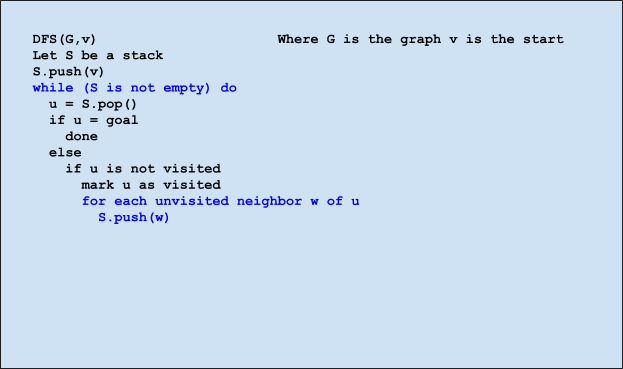 DFS(G,v) Where G is the graph v is the start
Let S be a stack
S.push(v)
while (S is not empty) do
u = S.pop()
if u = goal
done
else
if u is not visited
mark u as visited
for each unvisited neighbor w of u
S.push(w)